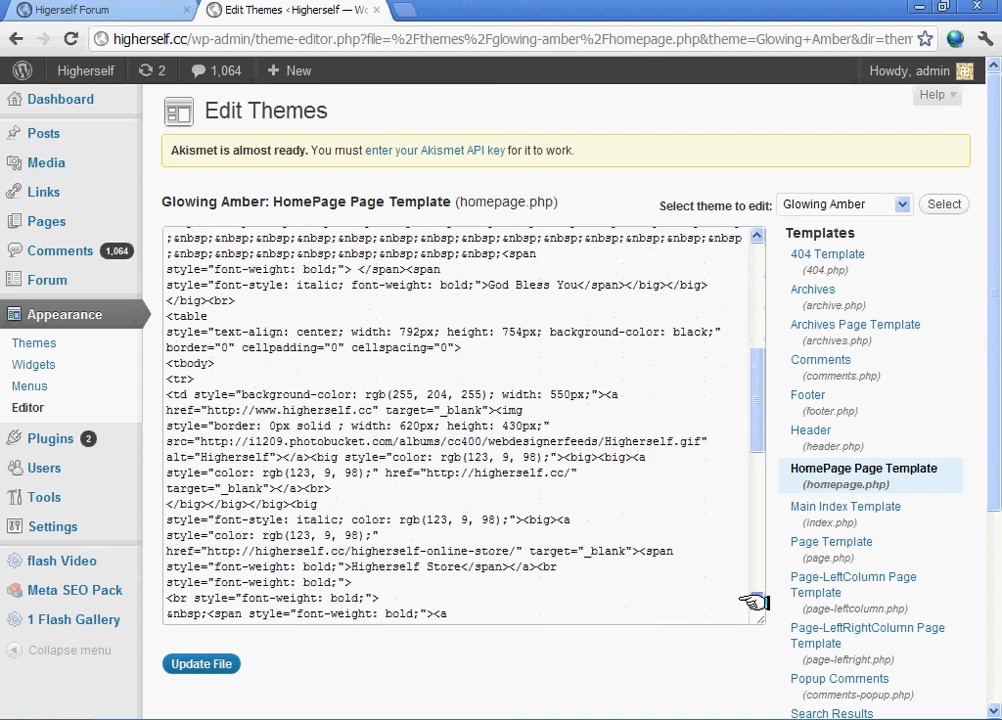 Higerself Forum
Edit Themes ‹ Higherself — Wo
higherself.cc/wp-admin/theme-editor.php?file=%2Fthemes%2Fglowing-amber%2Fhomepage.php&theme=Glowing+Amber&dir=them
Higherself 2 1,064 + New Howdy, admin
Help
Dashboard
Posts
Media
Links
Pages
Comments 1,064
Forum
Appearance
Themes
Widgets
Menus
Editor
Plugins 2
Users
Tools
Settings
flash Video
Meta SEO Pack
1 Flash Gallery
Collapse menu
Edit Themes
Akismet is almost ready. You must enter your Akismet API key for it to work.
Glowing Amber: HomePage Page Template (homepage.php)
Select theme to edit: Glowing Amber Select
;&nbsp;&nbsp;&nbsp;&nbsp;&nbsp;&nbsp;&nbsp;&nbsp;&nbsp;&nbsp;&nbsp;&nbsp;&nbsp;&nbsp
;&nbsp;&nbsp;&nbsp;&nbsp;&nbsp;&nbsp;&nbsp;&nbsp;<span
style="font-weight: bold;"> </span><span
style="font-style: italic; font-weight: bold;">God Bless You</span></big></big>
</big><br>
<table
style="text-align: center; width: 792px; height: 754px; background-color: black;"
border="0" cellpadding="0" cellspacing="0">
<tbody>
<tr>
<td style="background-color: rgb(255, 204, 255); width: 550px;"><a
href="http://www.higherself.cc" target="_blank"><img
style="border: 0px solid ; width: 620px; height: 430px;"
src="http://i1209.photobucket.com/albums/cc400/webdesignerfeeds/Higherself.gif"
alt="Higherself"></a><big style="color: rgb(123, 9, 98);"><big><big><a
style="color: rgb(123, 9, 98);" href="http://higherself.cc/"
target="_blank"></a><br>
</big></big></big><big
style="font-style: italic; color: rgb(123, 9, 98);"><big><a
style="color: rgb(123, 9, 98);"
href="http://higherself.cc/higherself-online-store/" target="_blank"><span
style="font-weight: bold;">Higherself Store</span></a><br
style="font-weight: bold;">
<br style="font-weight: bold;">
&nbsp;<span style="font-weight: bold;"><a
Update File
Templates
404 Template
(404.php)
Archives
(archive.php)
Archives Page Template
(archives.php)
Comments
(comments.php)
Footer
(footer.php)
Header
(header.php)
HomePage Page Template
(homepage.php)
Main Index Template
(index.php)
Page Template
(page.php)
Page-LeftColumn Page
Template
(page-leftcolumn.php)
Page-LeftRightColumn Page
Template
(page-leftright.php)
Popup Comments
(comments-popup.php)
Search Results